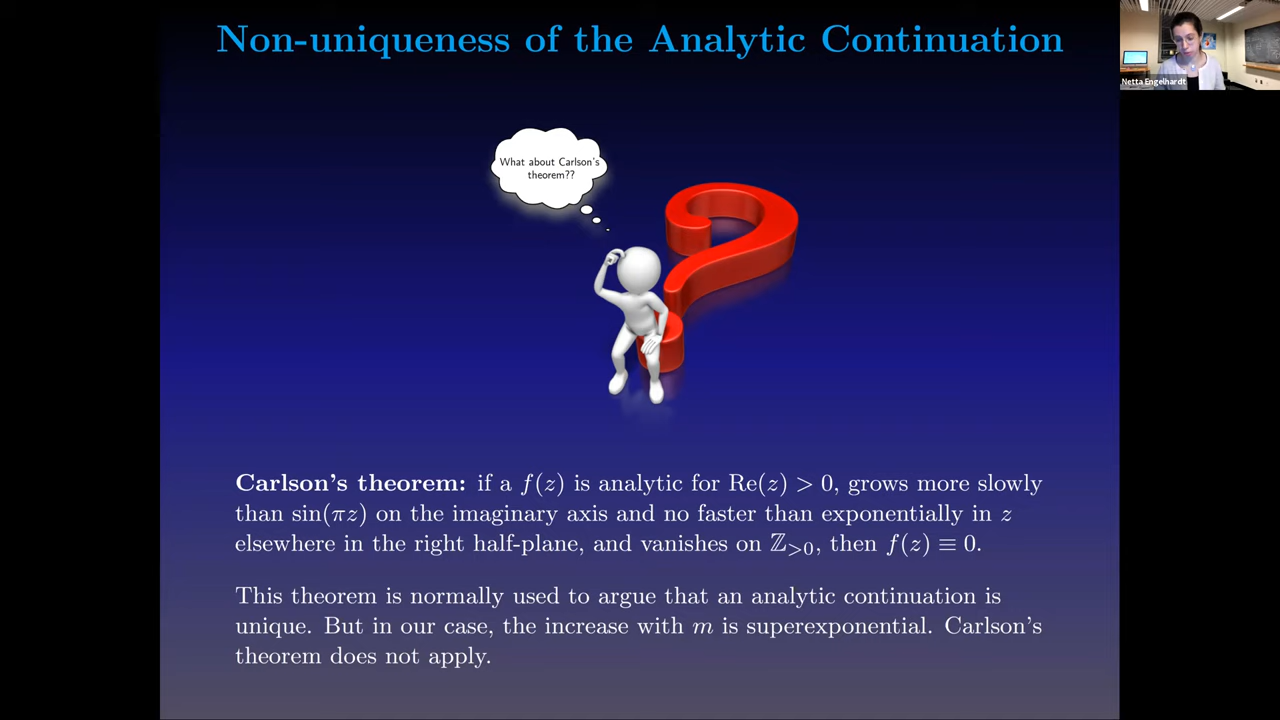 Non-uniqueness of the Analytic Continuation
Netta Engelhardt
What about Carlson's
theorem??
Carlson's theorem: if a f(z) is analytic for Re(z) > 0, grows more slowly
than sin(πz) on the imaginary axis and no faster than exponentially in z
elsewhere in the right half-plane, and vanishes on ℤ>0, then f(z) ≡ 0.
This theorem is normally used to argue that an analytic continuation is
unique. But in our case, the increase with m is superexponential. Carlson's
theorem does not apply.